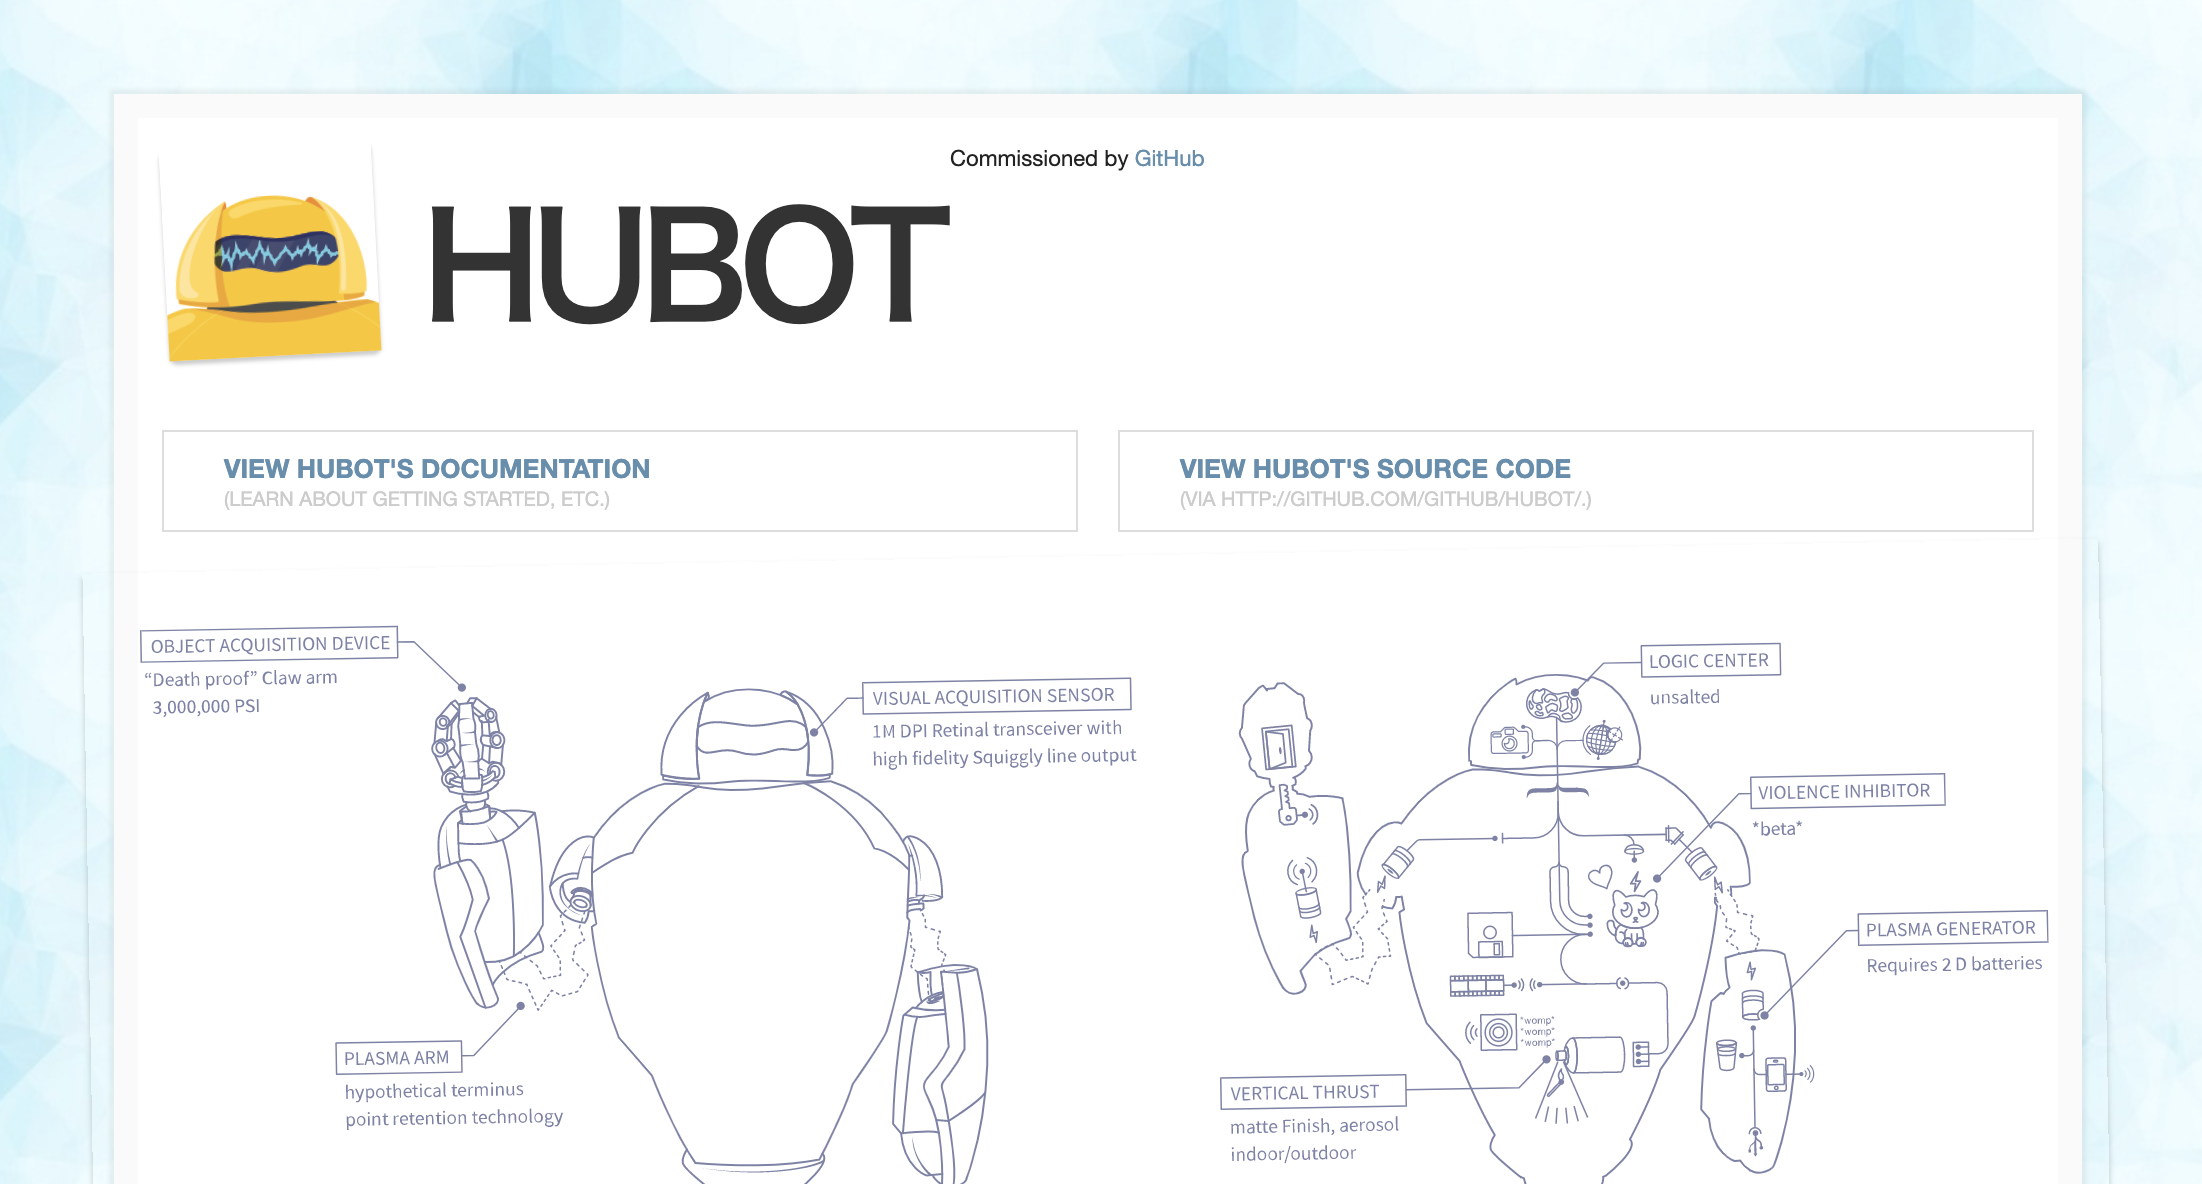 Commissioned by GitHub
HUBOT
VIEW HUBOT'S DOCUMENTATION
(LEARN ABOUT GETTING STARTED, ETC.)
VIEW HUBOT'S SOURCE CODE
(VIA HTTP://GITHUB.COM/GITHUB/HUBOT/.)
OBJECT ACQUISITION DEVICE
“Death proof” Claw arm
3,000,000 PSI
VISUAL ACQUISITION SENSOR
1M DPI Retinal transceiver with
high fidelity Squiggly line output
PLASMA ARM
hypothetical terminus
point retention technology
LOGIC CENTER
unsalted
VIOLENCE INHIBITOR
*beta*
PLASMA GENERATOR
Requires 2 D batteries
*womp*
*womp*
*womp*
VERTICAL THRUST
matte Finish, aerosol
indoor/outdoor